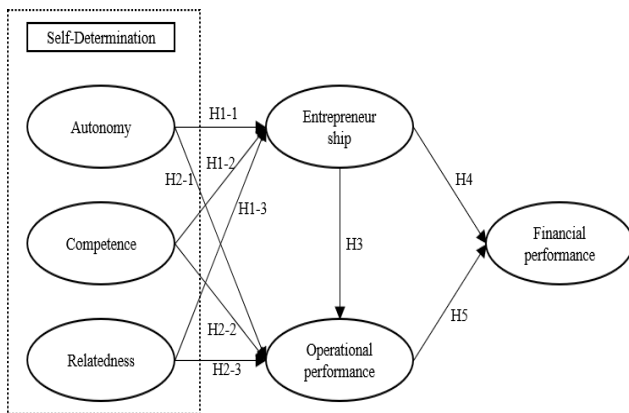 Self-Determination
Autonomy
H1-1
Entrepreneur
ship
H1-2
H2-1
H1-3
H4
Competence
H3
Financial
performance
H2-2
H5
Relatedness
H2-3
Operational
performance